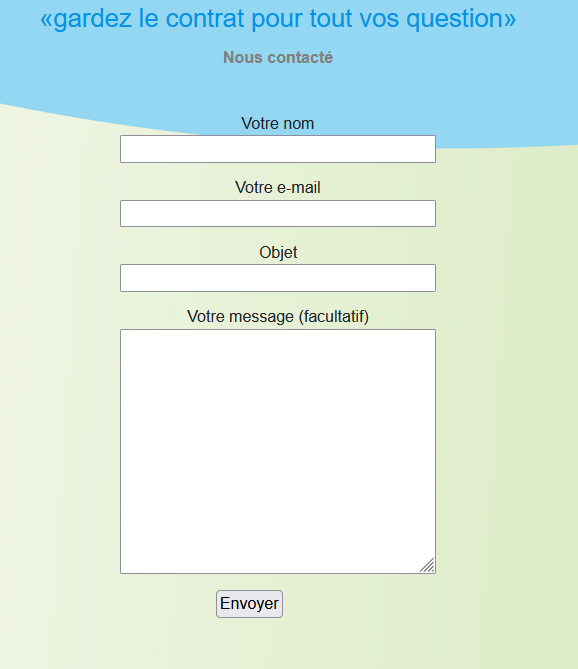 «gardez le contrat pour tout vos question»
Nous contacté
Votre nom
Votre e-mail
Objet
Votre message (facultatif)
Envoyer